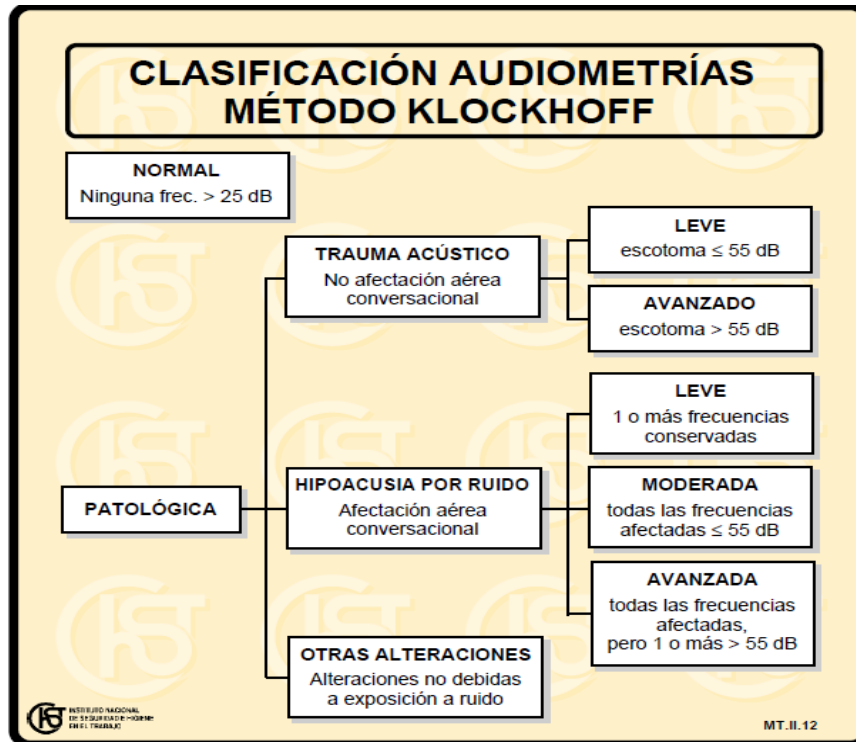 CLASIFICACIÓN AUDIOMETRÍAS
MÉTODO KLOCKHOFF
NORMAL
Ninguna frec. > 25 dB
PATOLÓGICA
TRAUMA ACÚSTICO
No afectación aérea
conversacional
LEVE
escotoma ≤ 55 dB
AVANZADO
escotoma > 55 dB
HIPOACUSIA POR RUIDO
Afectación aérea
conversacional
LEVE
1 o más frecuencias
conservadas
MODERADA
todas las frecuencias
afectadas ≤ 55 dB
AVANZADA
todas las frecuencias
afectadas,
pero 1 o más > 55 dB
OTRAS ALTERACIONES
Alteraciones no debidas
a exposición a ruido
INSTITUTO NACIONAL
DE SEGURIDAD E HIGIENE
EN EL TRABAJO
MT.II.12